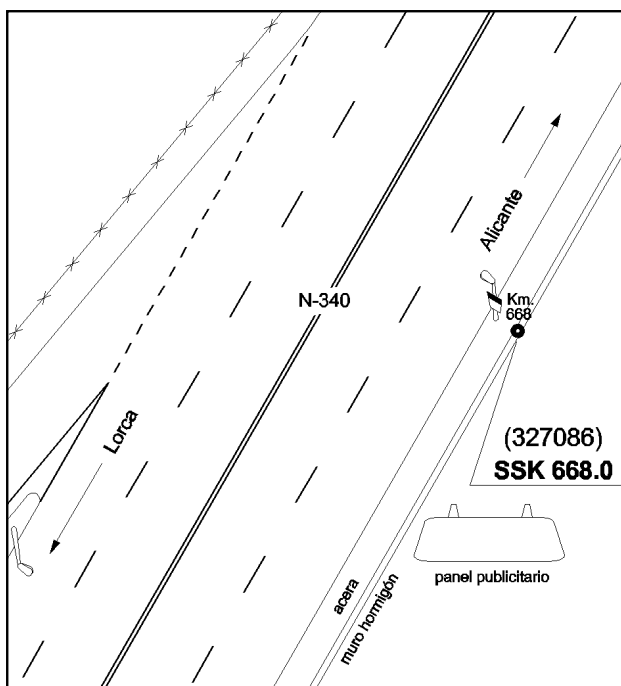 Alicante
N-340
Km.
668
Lorca
(327086)
SSK 668.0
panel publicitario
acera
muro hormigón